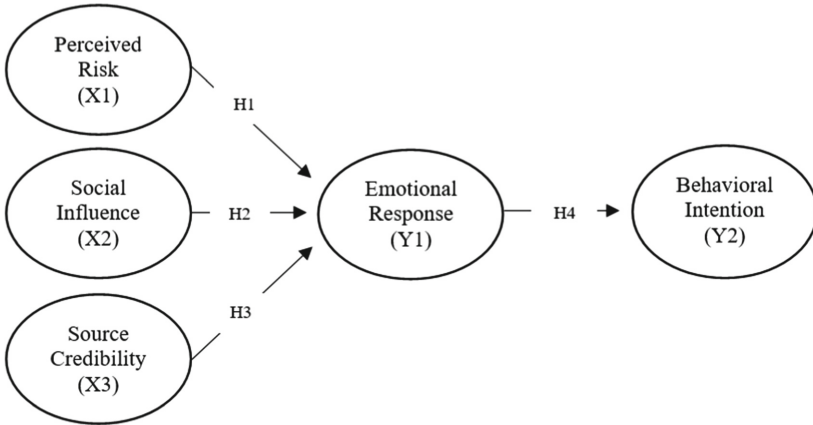 Perceived
Risk
(X1)
H1
Social
Influence
(X2)
H2
Emotional
Response
(Y1)
H4
Behavioral
Intention
(Y2)
H3
Source
Credibility
(X3)